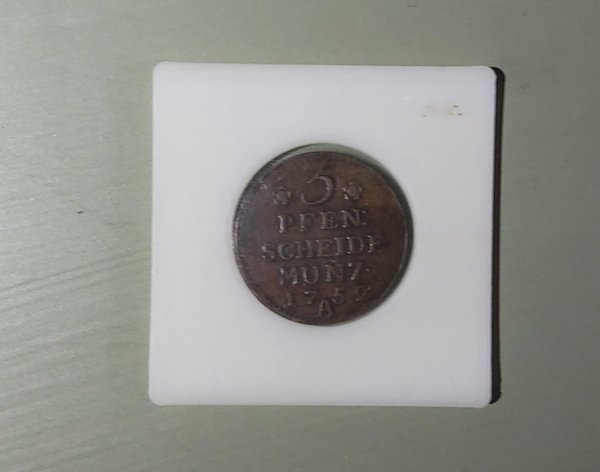 3
PFEN:
SCHEIDE
MUNZ
1752
A